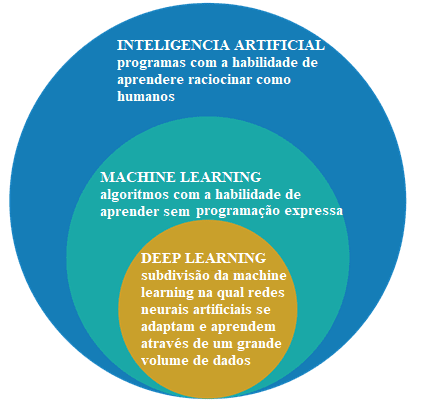 INTELIGENCIA ARTIFICIAL
programas com a habilidade de
aprendere raciocinar como
humanos
MACHINE LEARNING
algoritmos com a habilidade de
aprender sem programação expressa
DEEP LEARNING
subdivisão da machine
learning na qual redes
neurais artificiais se
adaptam e aprendem
através de um grande
volume de dados